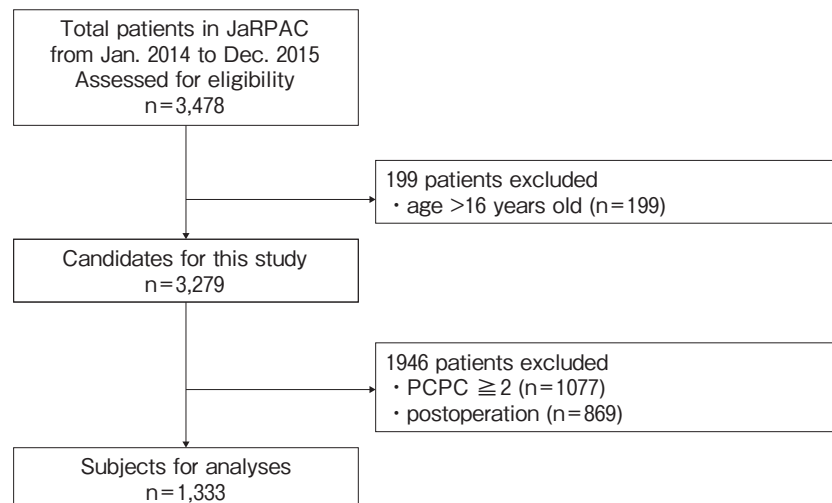 Total patients in JaRPAC
from Jan. 2014 to Dec. 2015
Assessed for eligibility
n=3,478
199 patients excluded
・age >16 years old (n=199)
Candidates for this study
n=3,279
1946 patients excluded
・PCPC ≧2 (n=1077)
・postoperation (n=869)
Subjects for analyses
n=1,333